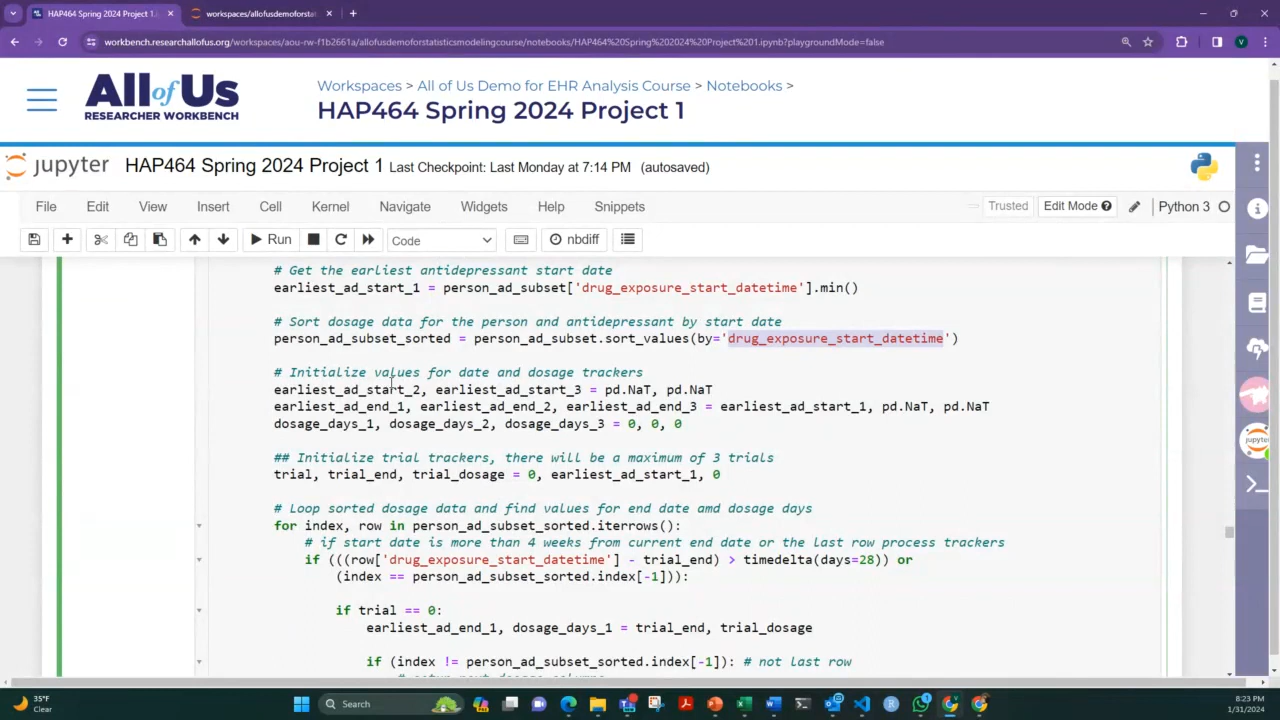 HAP464 Spring 2024 Project 1.
workspaces/allofusdemoforstat
workbench.researchallofus.org/workspaces/aou-rw-f1b2661a/allofusdemoforstatisticsmodelingcourse/notebooks/HAP464%20Spring%202024%20Project%201.ipynb?playgroundMode=false
V
All of Us
RESEARCHER WORKBENCH
Workspaces > All of Us Demo for EHR Analysis Course > Notebooks >
HAP464 Spring 2024 Project 1
jupyter HAP464 Spring 2024 Project 1 Last Checkpoint: Last Monday at 7:14 PM (autosaved)
File Edit View Insert Cell Kernel Navigate Widgets Help Snippets Trusted Edit Mode Python 3
Run Code nbdiff
# Get the earliest antidepressant start date
earliest_ad_start_1 = person_ad_subset['drug_exposure_start_datetime'].min()
# Sort dosage data for the person and antidepressant by start date
person_ad_subset_sorted = person_ad_subset.sort_values(by='drug_exposure_start_datetime')
# Initialize values for date and dosage trackers
earliest_ad_start_2, earliest_ad_start_3 = pd.NaT, pd.NaT
earliest_ad_end_1, earliest_ad_end_2, earliest_ad_end_3 = earliest_ad_start_1, pd.NaT, pd.NaT
dosage_days_1, dosage_days_2, dosage_days_3 = 0, 0, 0
## Initialize trial trackers, there will be a maximum of 3 trials
trial, trial_end, trial_dosage = 0, earliest_ad_start_1, 0
# Loop sorted dosage data and find values for end date amd dosage days
for index, row in person_ad_subset_sorted.iterrows():
# if start date is more than 4 weeks from current end date or the last row process trackers
if (((row['drug_exposure_start_datetime'] - trial_end) > timedelta(days=28)) or
(index == person_ad_subset_sorted.index[-1])):
if trial == 0:
earliest_ad_end_1, dosage_days_1 = trial_end, trial_dosage
if (index != person_ad_subset_sorted.index[-1]): # not last row
jupyter
35°F
Clear
Search
8:23 PM
1/31/2024